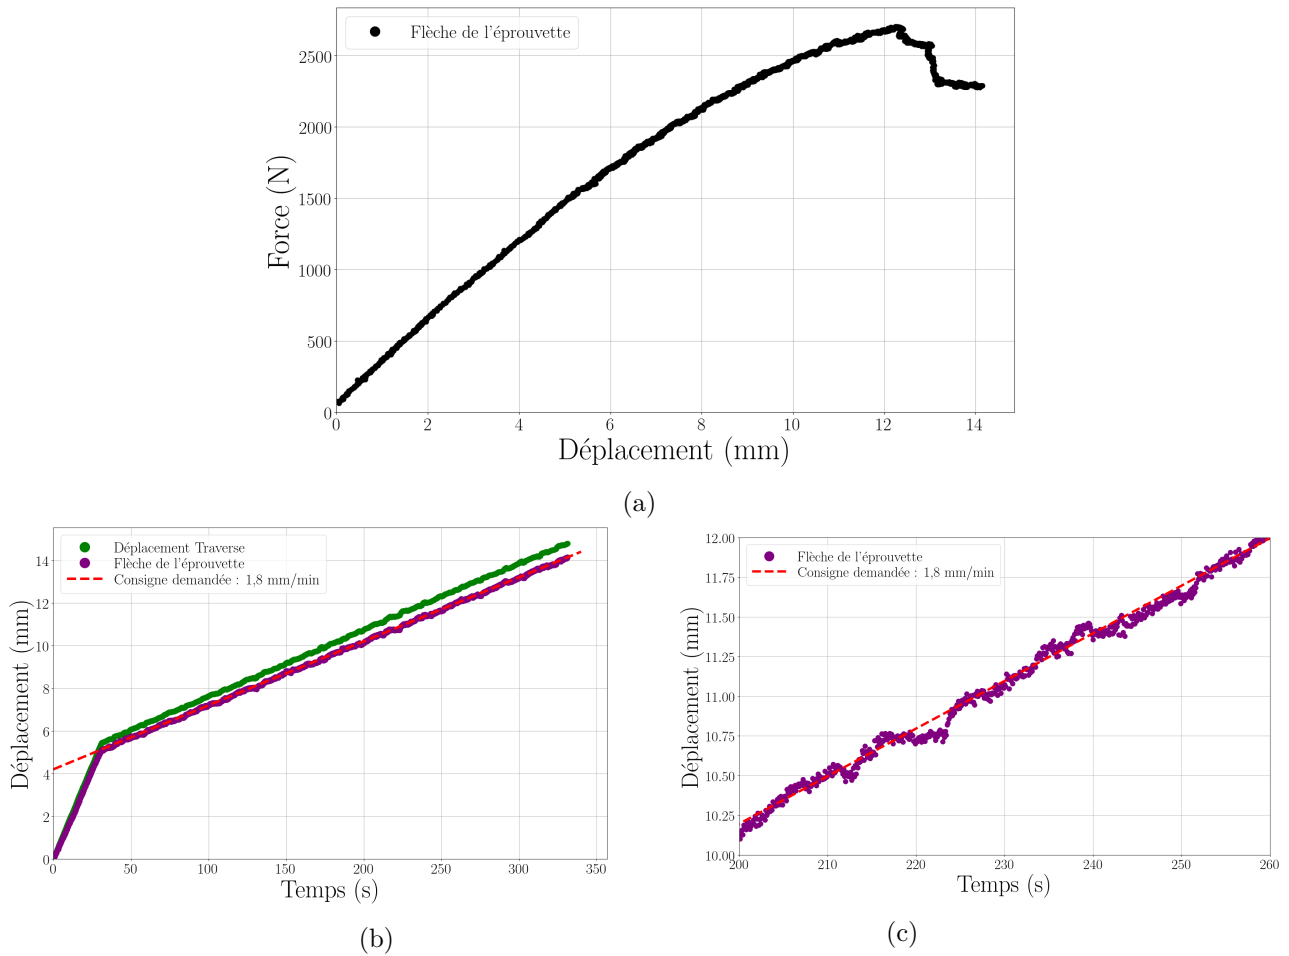 Flèche de l'éprouvette
2500
2000
1500
1000
500
0
Force (N)
0 2 4 6 8 10 12 14
Déplacement (mm)
(a)
Déplacement Traverse
Flèche de l'éprouvette
Consigne demandée : 1,8 mm/min
14
12
10
8
6
4
2
0
Déplacement (mm)
0 50 100 150 200 250 300 350
Temps (s)
(b)
Flèche de l'éprouvette
Consigne demandée : 1,8 mm/min
12.00
11.75
11.50
11.25
11.00
10.75
10.50
10.25
10.00
Déplacement (mm)
200 210 220 230 240 250 260
Temps (s)
(c)